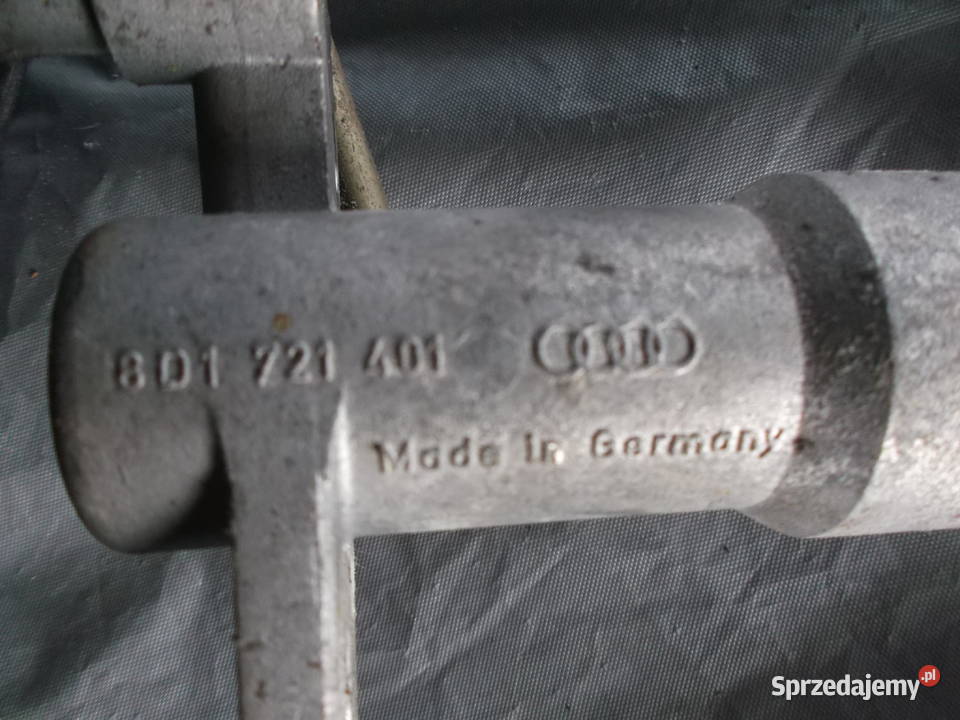 8D1 721 401
Made in Germany.
Sprzedajemy.pl